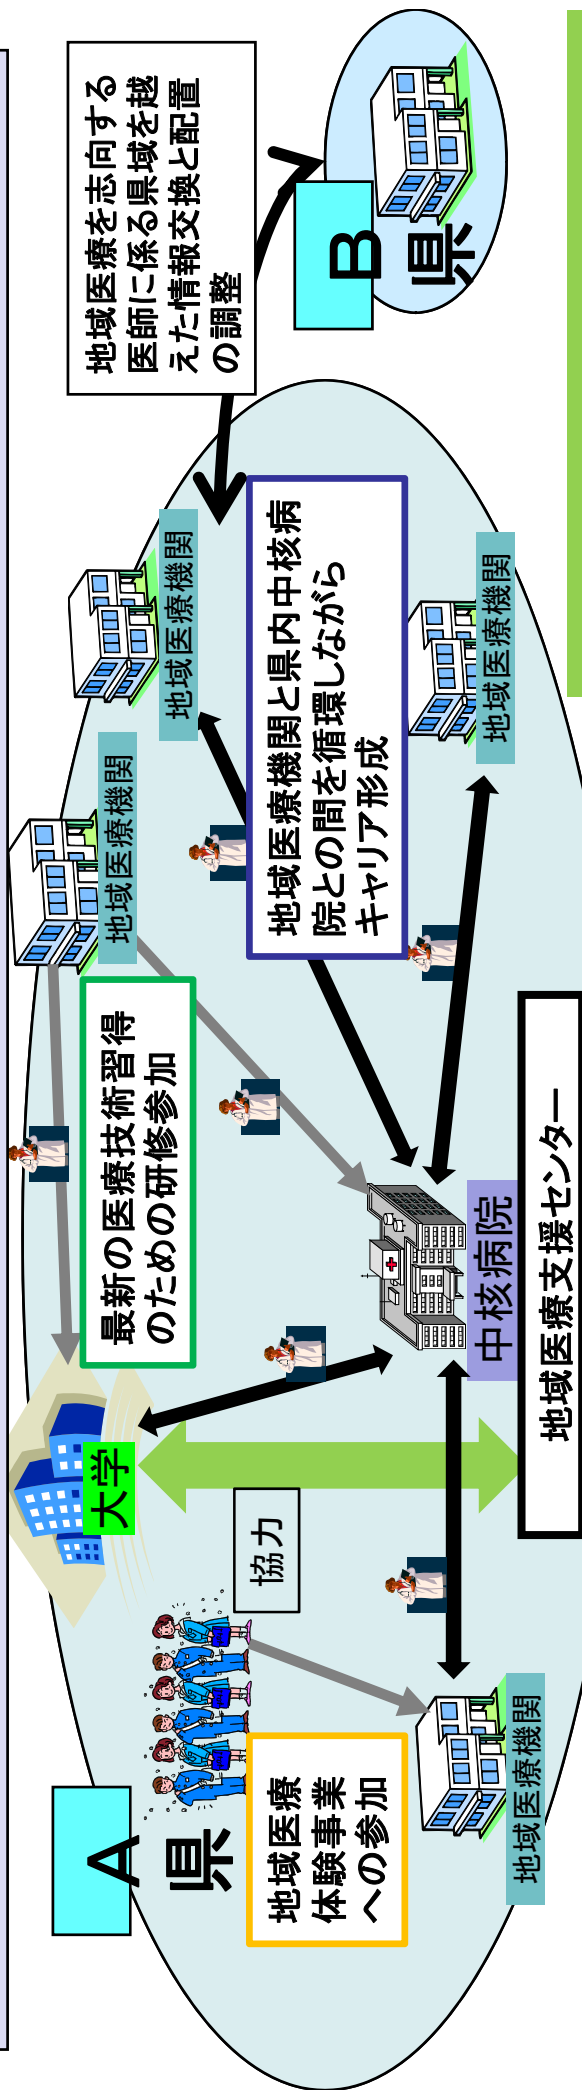 A
県
地域医療
体験事業
への参加
地域医療機関
協力
大学
最新の医療技術習得
のための研修参加
中核病院
地域医療支援センター
地域医療機関
地域医療機関
地域医療機関と県内中核病
院との間を循環しながら
キャリア形成
地域医療機関
地域医療を志向する
医師に係る県域を越
えた情報交換と配置
の調整
B
県